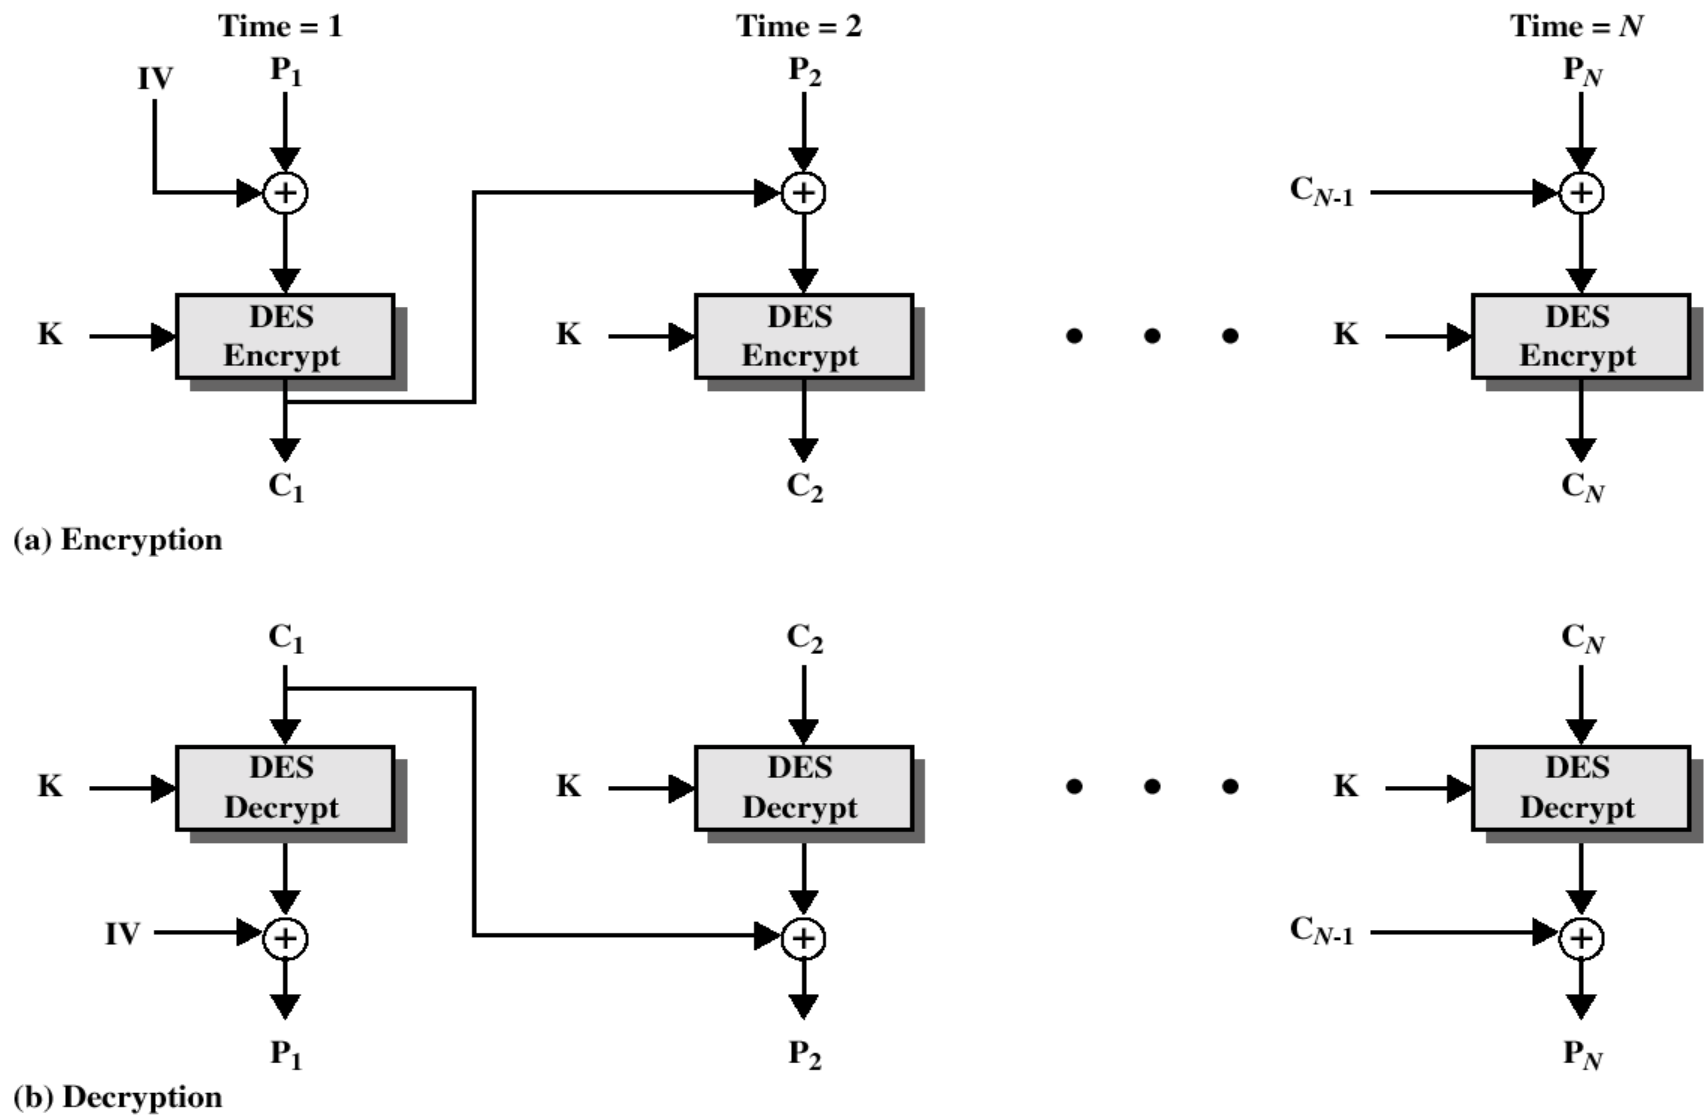 Time = 1 Time = 2 Time = N
IV P1 P2 PN
+ + CN-1 +
K DES Encrypt K DES Encrypt • • • K DES Encrypt
C1 C2 CN
(a) Encryption
C1 C2 CN
K DES Decrypt K DES Decrypt • • • K DES Decrypt
IV + + CN-1 +
P1 P2 PN
(b) Decryption